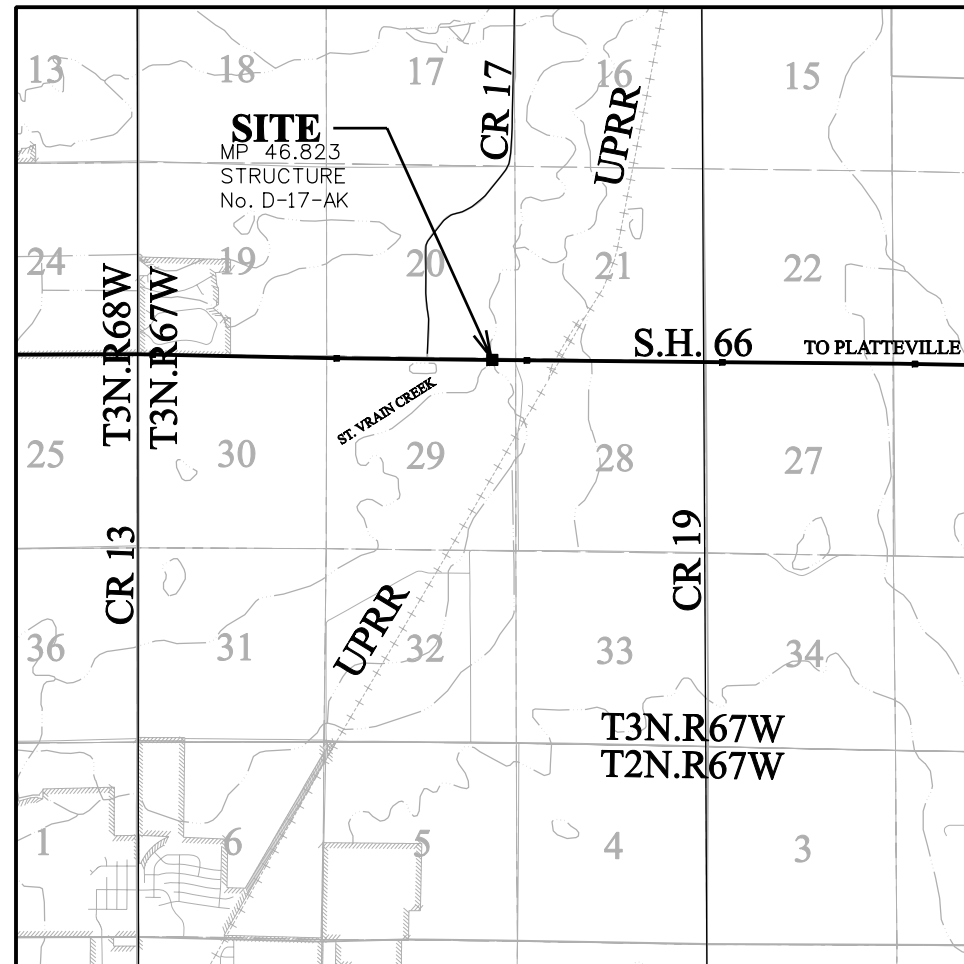 13
18
17
CR 17
16
UPRR
15
SITE
MP 46.823
STRUCTURE
No. D-17-AK
24
T3N.R68W
T3N.R67W
19
20
21
22
S.H. 66
TO PLATTEVILLE
ST. VRAIN CREEK
25
30
29
28
27
CR 13
CR 19
36
31
UPRR
32
33
34
T3N.R67W
T2N.R67W
1
6
5
4
3